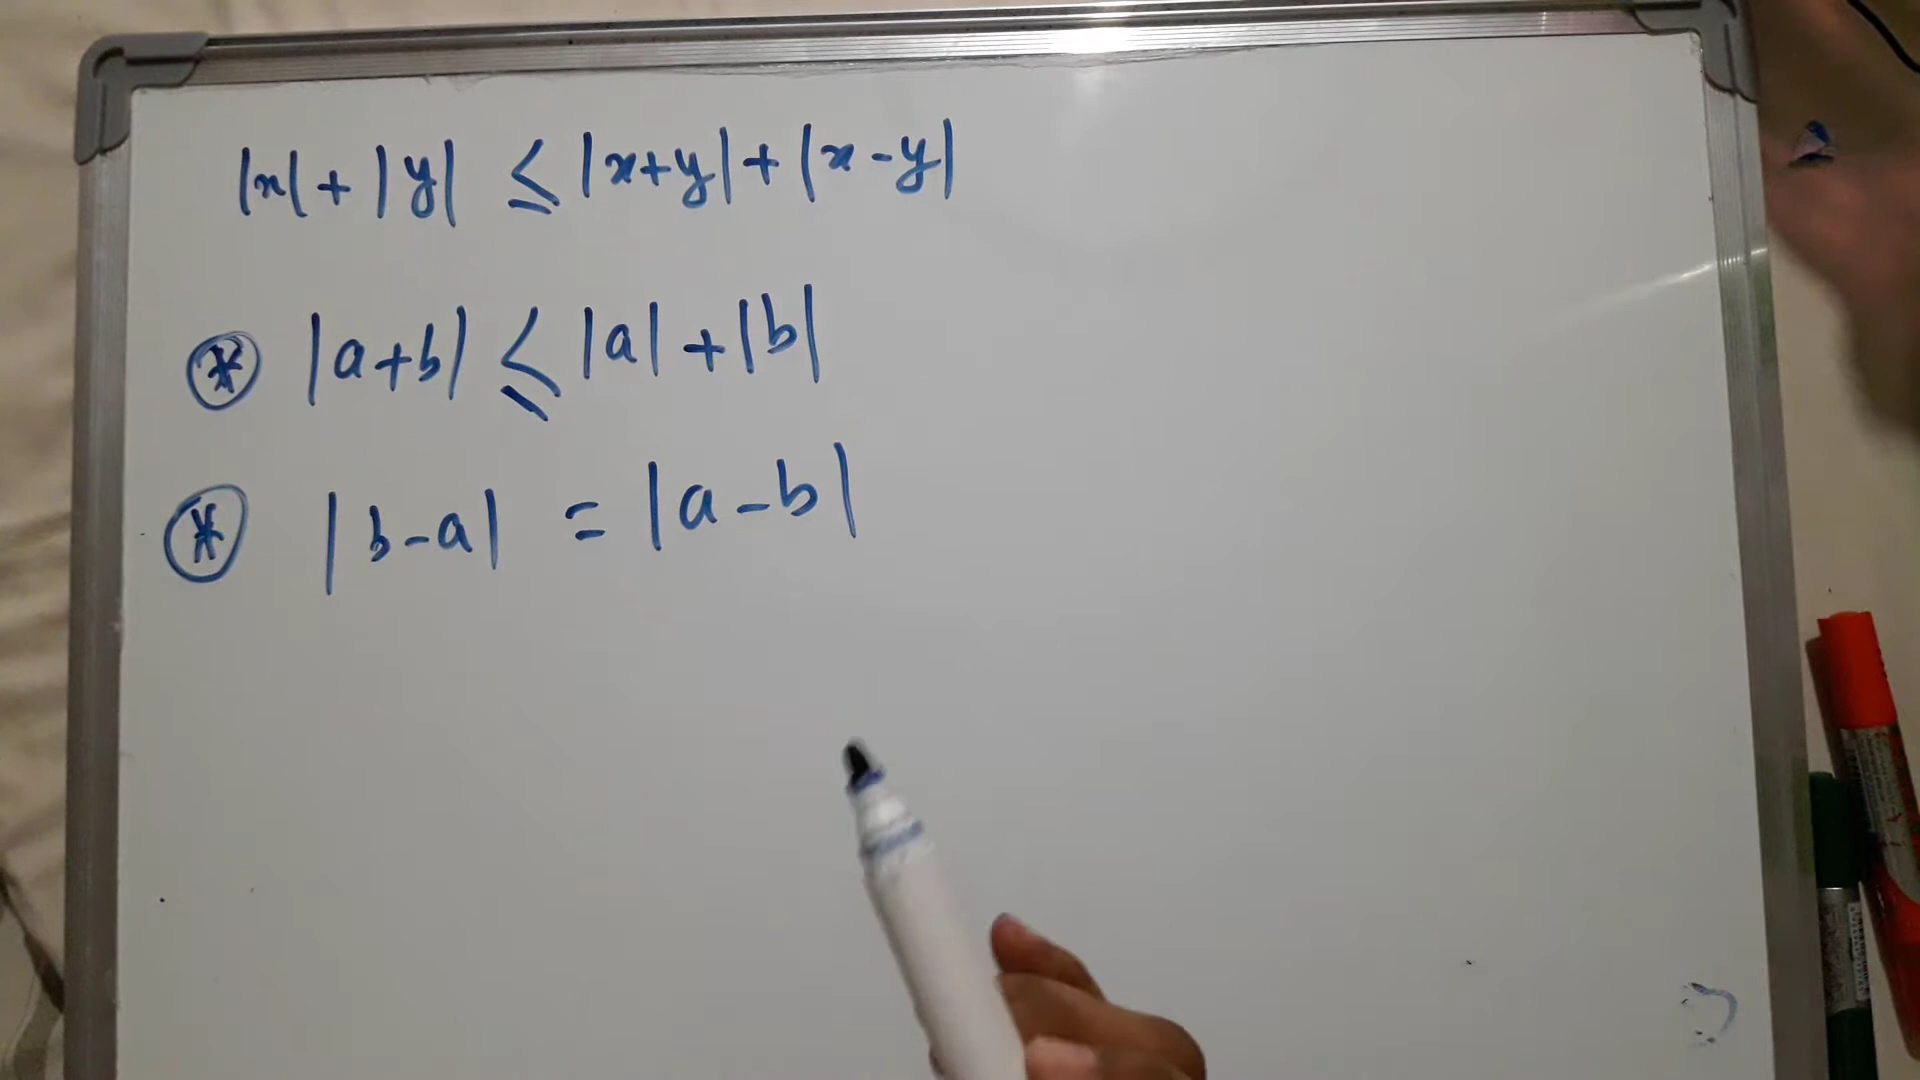 |x| + |y| ≤ |x+y| + |x-y|
⊛ |a+b| ≤ |a| + |b|
⊛ |b-a| = |a-b|